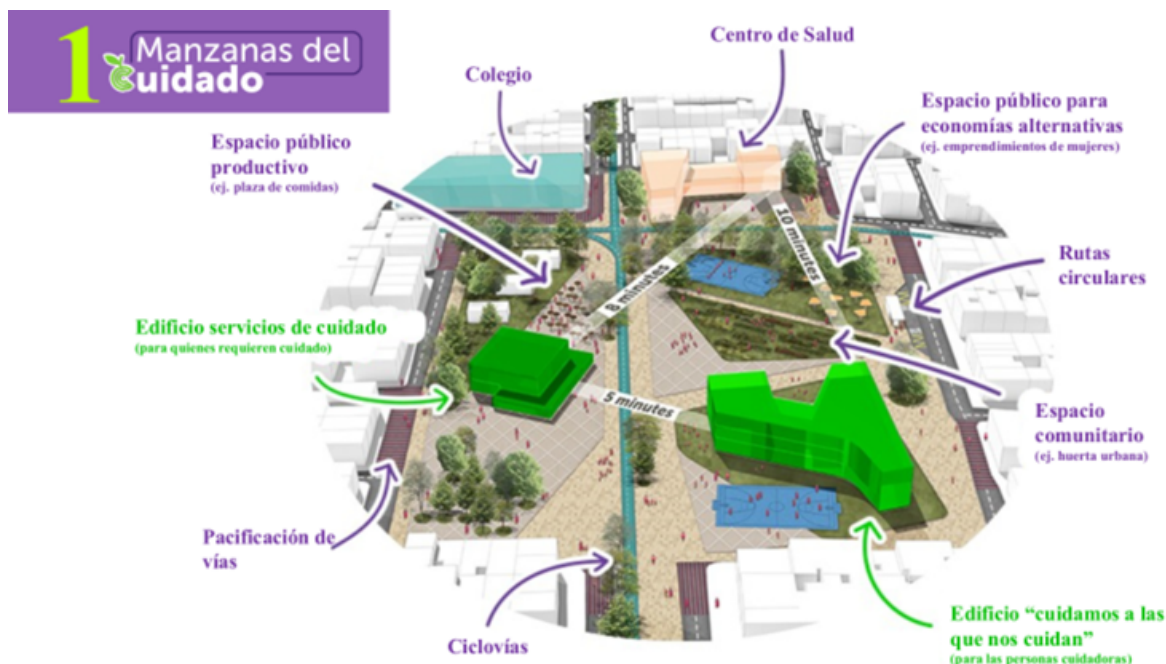 1 Manzanas del
Cuidado
Centro de Salud
Colegio
Espacio público para
economías alternativas
(ej. emprendimientos de mujeres)
Espacio público
productivo
(ej. plaza de comidas)
10 minutes
8 minutes
Rutas
circulares
Edificio servicios de cuidado
(para quienes requieren cuidado)
5 minutes
Espacio
comunitario
(ej. huerta urbana)
Pacificación de
vías
Ciclovías
Edificio “cuidamos a las
que nos cuidan”
(para las personas cuidadoras)